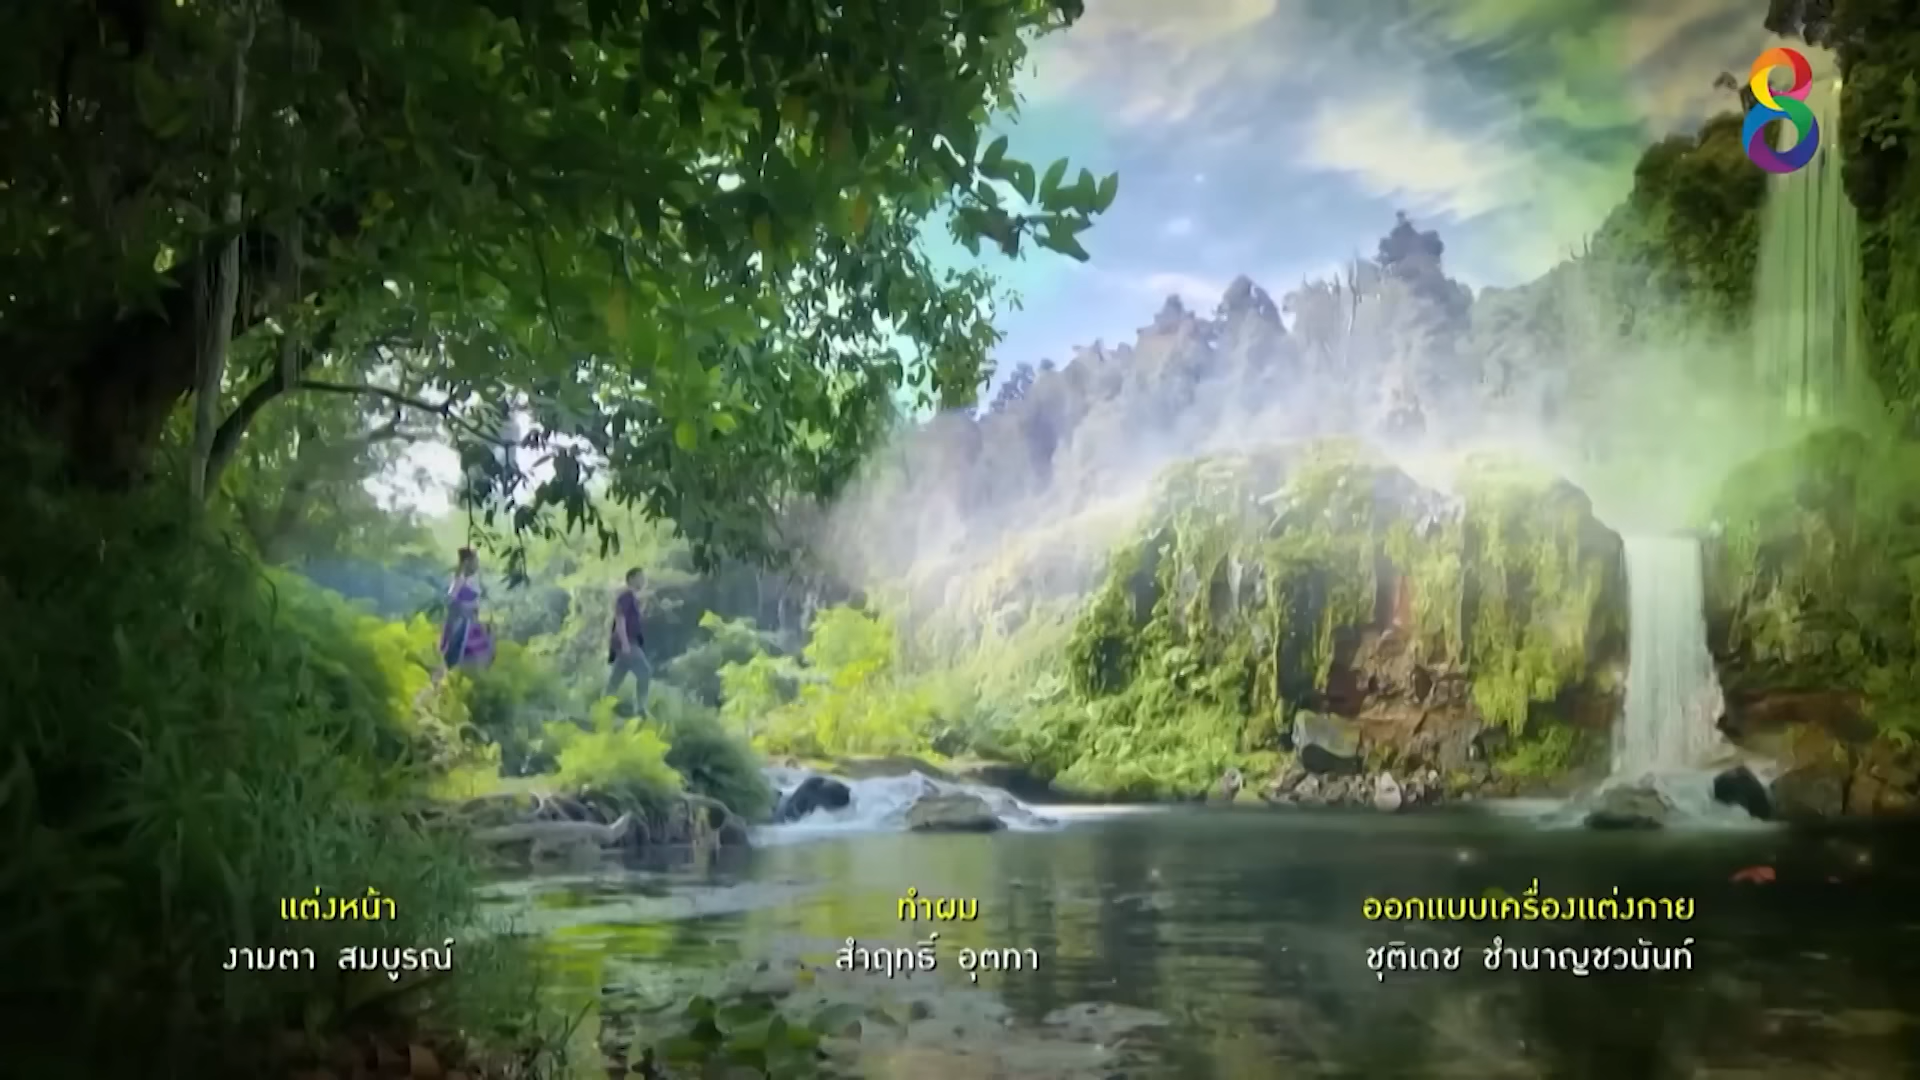 8
แต่งหน้า
งามตา สมบูรณ์
ทำผม
สำฤทธิ์ อุตทา
ออกแบบเครื่องแต่งกาย
ชุติเดช ชำนาญชวนันท์